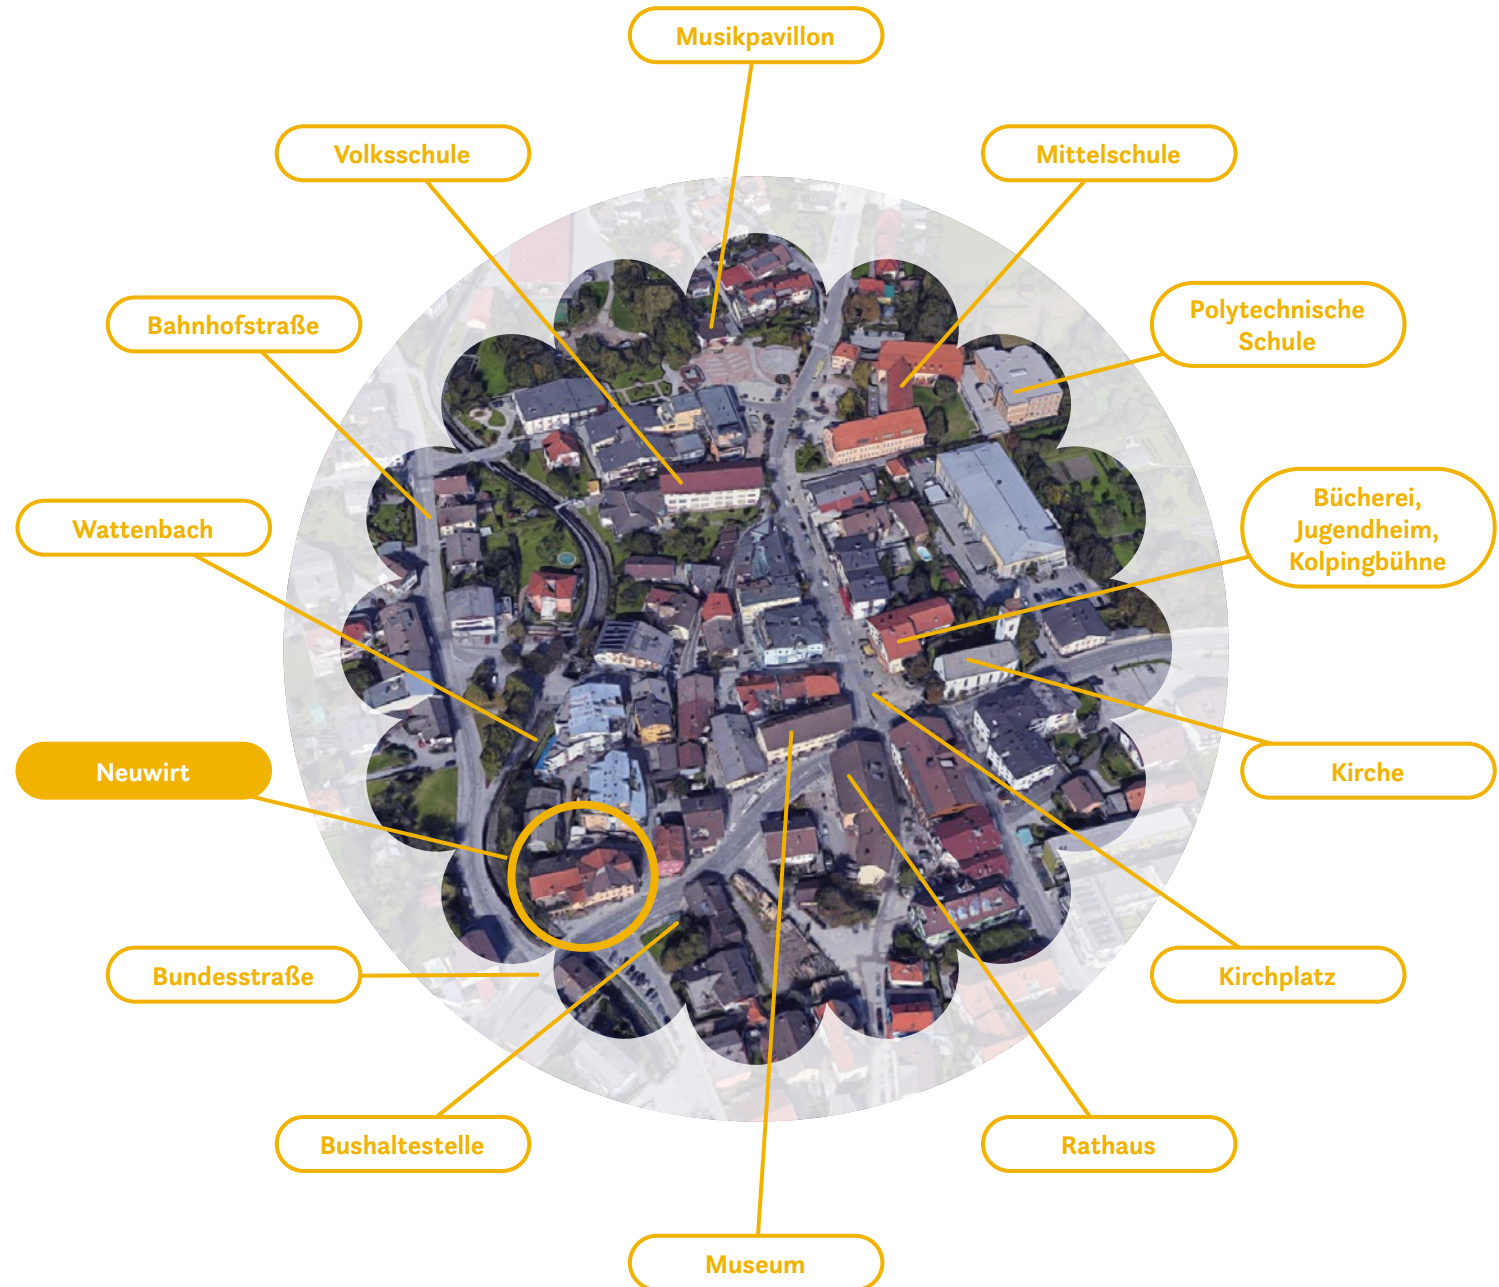 Musikpavillon
Volksschule
Mittelschule
Bahnhofstraße
Polytechnische
Schule
Wattenbach
Bücherei,
Jugendheim,
Kolpingbühne
Neuwirt
Kirche
Bundesstraße
Kirchplatz
Bushaltestelle
Rathaus
Museum